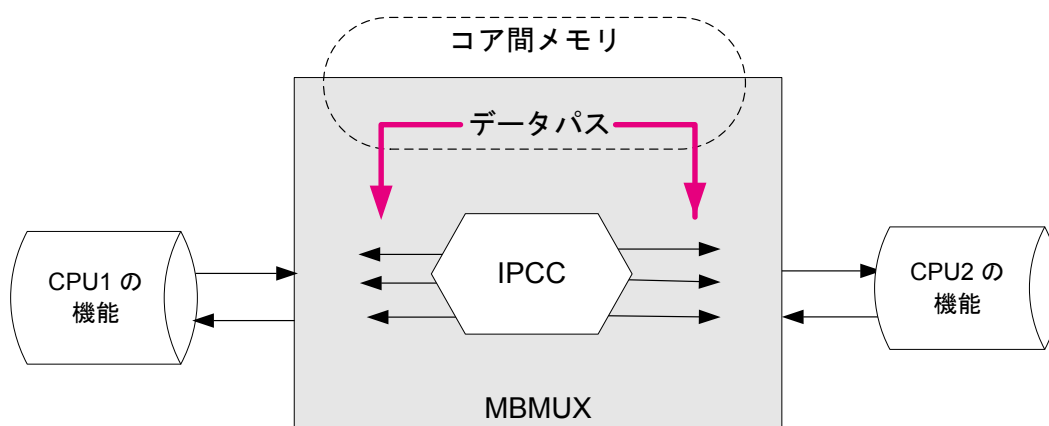 コア間メモリ
データパス
CPU1 の
機能
IPCC
CPU2 の
機能
MBMUX